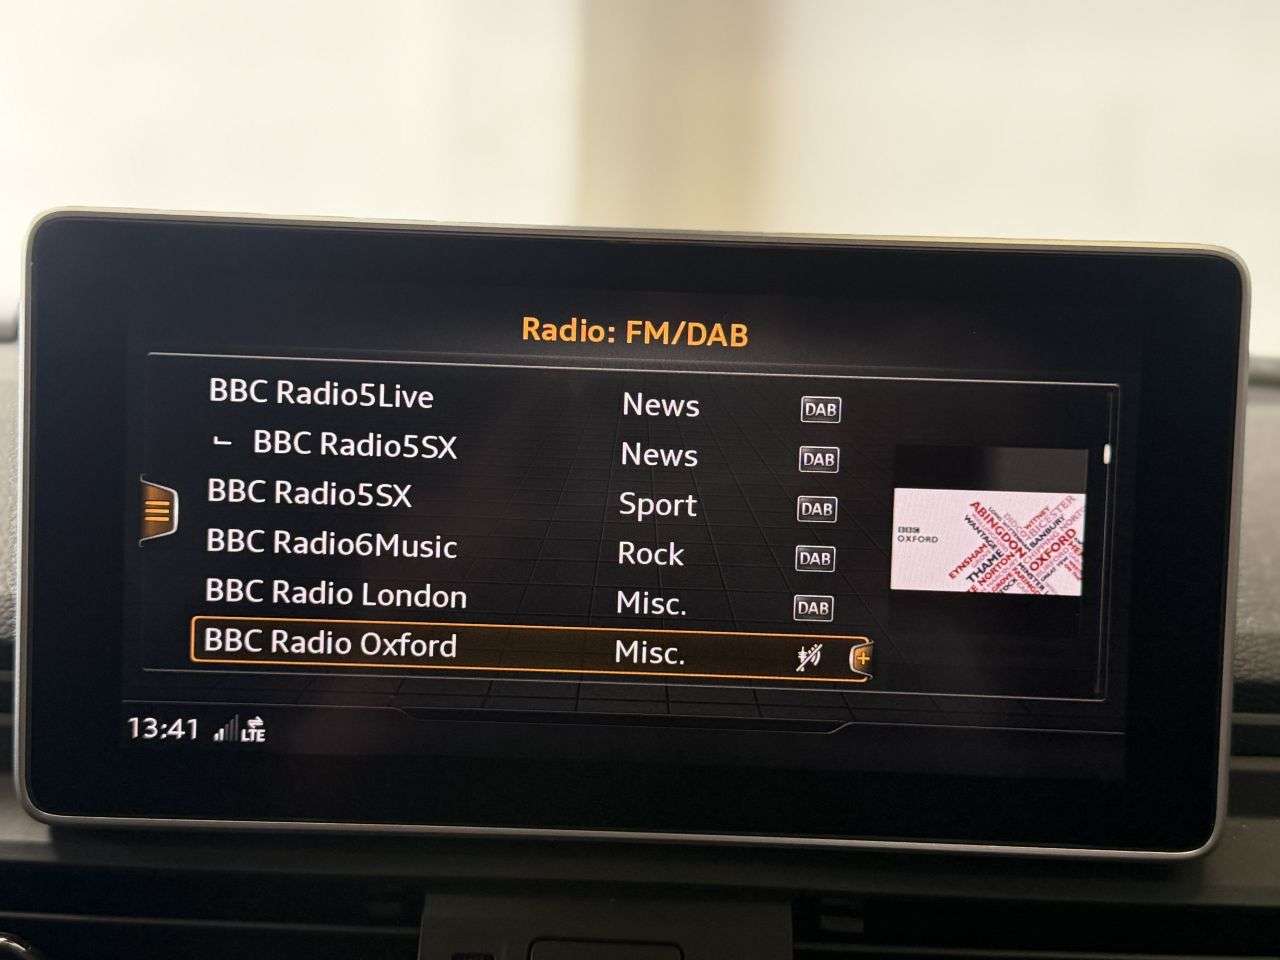 Radio: FM/DAB
BBC Radio5Live News DAB
BBC Radio5SX News DAB
BBC Radio5SX Sport DAB
BBC Radio6Music Rock DAB
BBC Radio London Misc. DAB
BBC Radio Oxford Misc.
BBC
OXFORD
ABINGDON
THAME
EYNSHAM
OXFORD
13:41 LTE